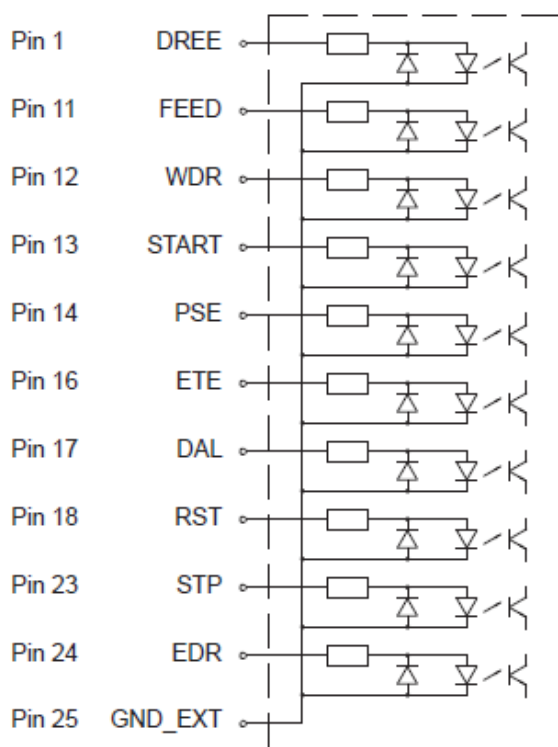 Pin 1 DREE
Pin 11 FEED
Pin 12 WDR
Pin 13 START
Pin 14 PSE
Pin 16 ETE
Pin 17 DAL
Pin 18 RST
Pin 23 STP
Pin 24 EDR
Pin 25 GND_EXT